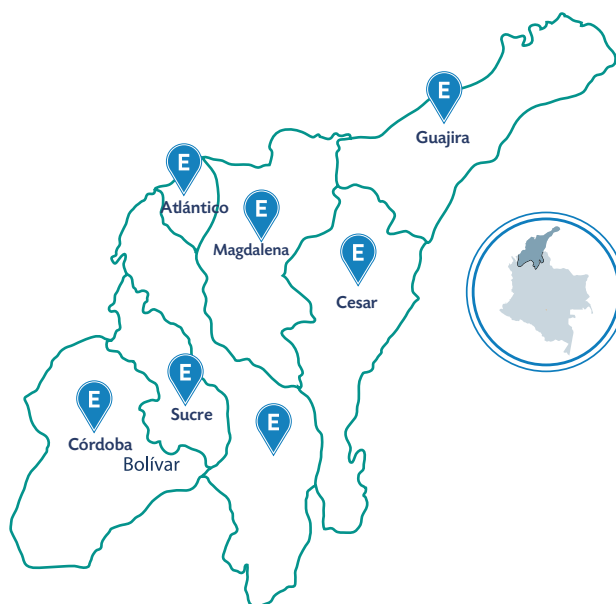 E
Guajira
E
Atlántico
E
Magdalena
E
Cesar
E
Sucre
E
Córdoba
E
Bolívar